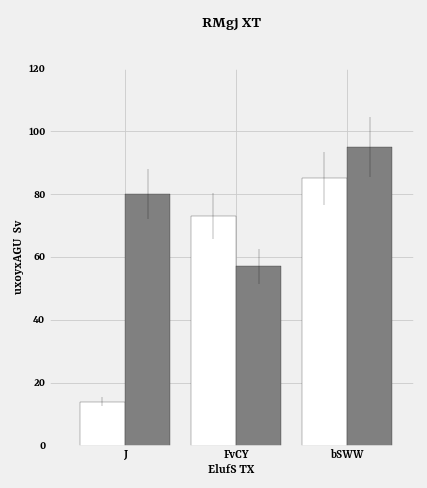 RMgJ XT
120
100
80
60
40
20
0
uxoyxAGU Sv
J
FvCY
bSWW
ElufS TX